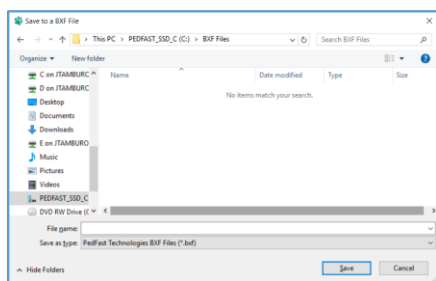 Save to a BXF File
This PC > PEDFAST_SSD_C (C:) > BXF Files
Search BXF Files
Organize
New folder
Name
Date modified
Type
Size
No items match your search.
C on JTAMBURC
D on JTAMBURC
Desktop
Documents
Downloads
E on JTAMBURO
Music
Pictures
Videos
PEDFAST_SSD_C
DVD RW Drive (
File name:
Save as type: PedFast Technologies BXF Files (*.bxf)
Hide Folders
Save
Cancel